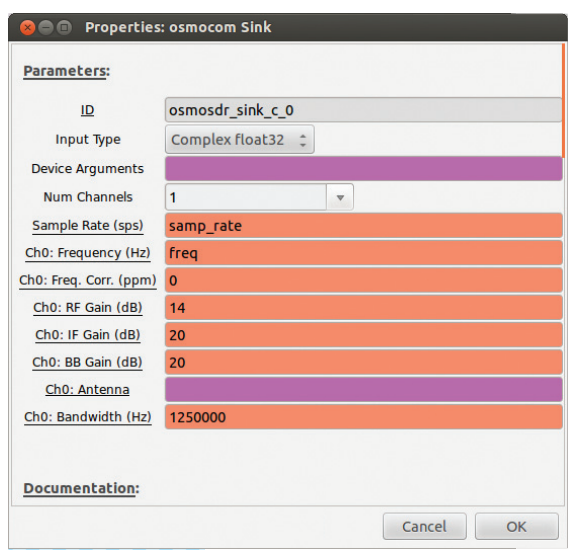 Properties: osmocom Sink
Parameters:
ID osmosdr_sink_c_0
Input Type Complex float32
Device Arguments
Num Channels 1
Sample Rate (sps) samp_rate
Ch0: Frequency (Hz) freq
Ch0: Freq. Corr. (ppm) 0
Ch0: RF Gain (dB) 14
Ch0: IF Gain (dB) 20
Ch0: BB Gain (dB) 20
Ch0: Antenna
Ch0: Bandwidth (Hz) 1250000
Documentation:
Cancel OK